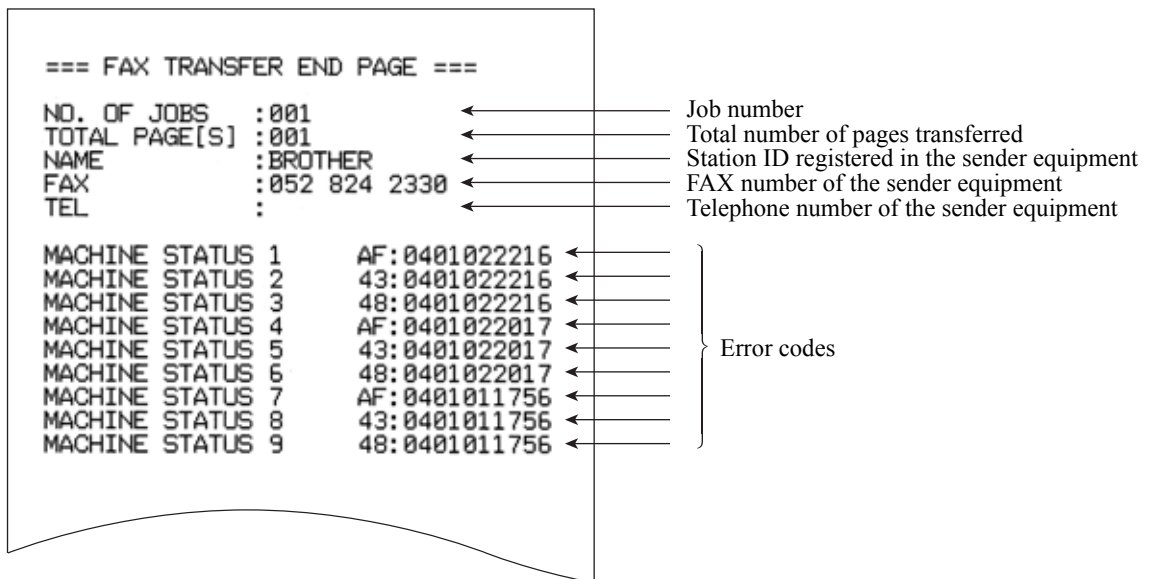 === FAX TRANSFER END PAGE ===
NO. OF JOBS :001 Job number
TOTAL PAGE[S] :001 Total number of pages transferred
NAME :BROTHER Station ID registered in the sender equipment
FAX :052 824 2330 FAX number of the sender equipment
TEL : Telephone number of the sender equipment
MACHINE STATUS 1 AF:0401022216
MACHINE STATUS 2 43:0401022216
MACHINE STATUS 3 48:0401022216
MACHINE STATUS 4 AF:0401022017
MACHINE STATUS 5 43:0401022017 Error codes
MACHINE STATUS 6 48:0401022017
MACHINE STATUS 7 AF:0401011756
MACHINE STATUS 8 43:0401011756
MACHINE STATUS 9 48:0401011756